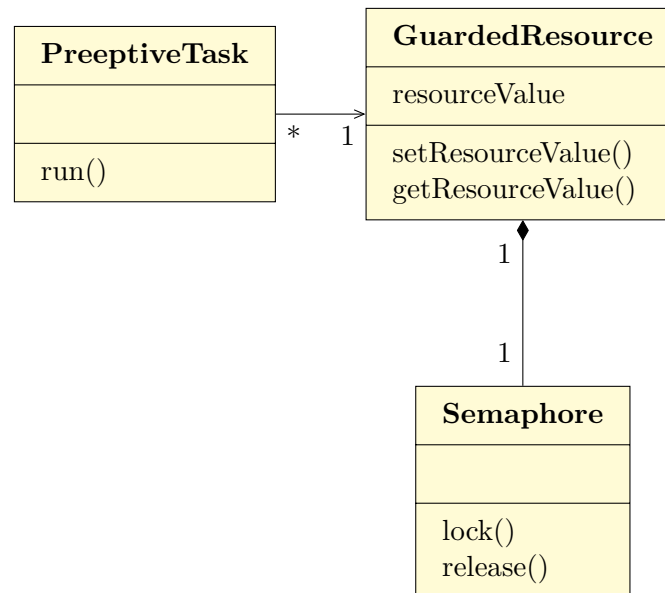 PreeptiveTask
run()
* 1
GuardedResource
resourceValue
setResourceValue()
getResourceValue()
1
1
Semaphore
lock()
release()